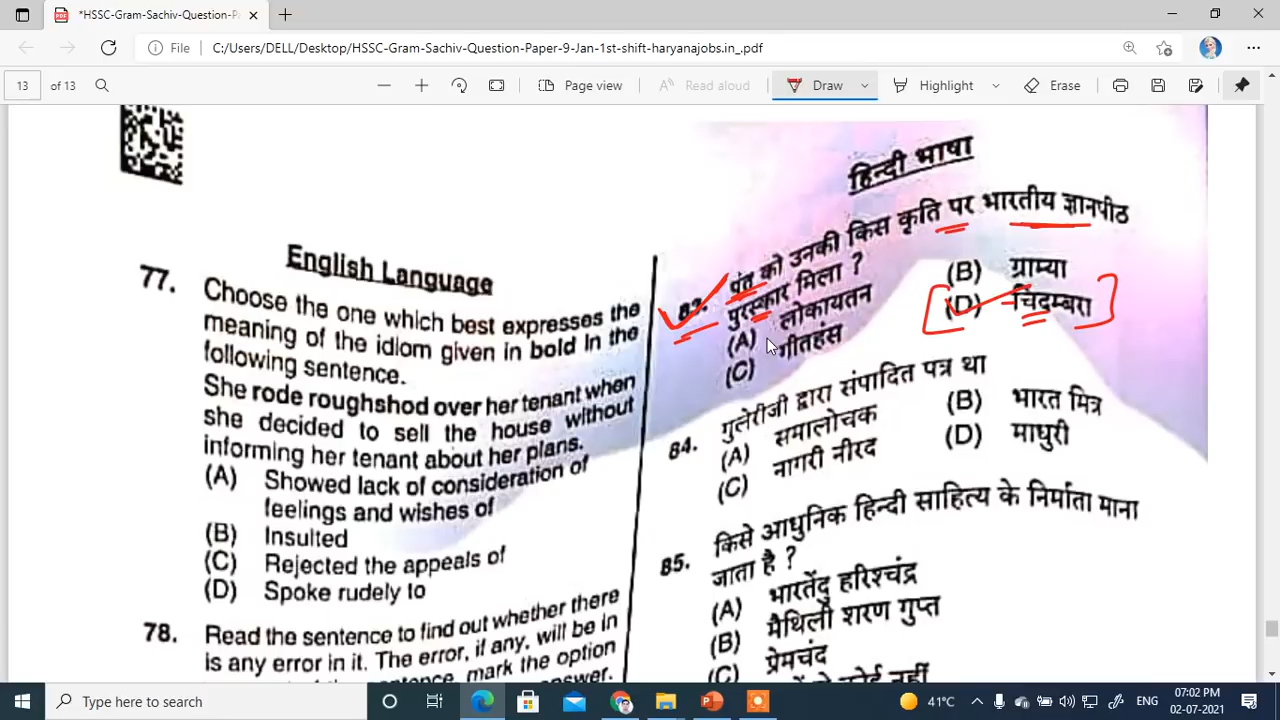 *HSSC-Gram-Sachiv-Question-Pa
File
C:/Users/DELL/Desktop/HSSC-Gram-Sachiv-Question-Paper-9-Jan-1st-shift-haryanajobs.in_.pdf
13 of 13
Page view
Read aloud
Draw
Highlight
Erase
English Language
77. Choose the one which best expresses the
meaning of the idiom given in bold in the
following sentence.
She rode roughshod over her tenant when
she decided to sell the house without
informing her tenant about her plans.
(A) Showed lack of consideration of
feelings and wishes of
(B) Insulted
(C) Rejected the appeals of
(D) Spoke rudely to
78. Read the sentence to find out whether there
is any error in it. The error, if any, will be in
mark the option
हिन्दी भाषा
83. पंत को उनकी किस कृति पर भारतीय ज्ञानपीठ
पुरस्कार मिला ?
(A) लोकायतन
(B) ग्राम्या
(C) गीतहंस
(D) चिदम्बरा
84. गुलेरीजी द्वारा संपादित पत्र था
(A) समालोचक
(B) भारत मित्र
(C) नागरी नीरद
(D) माधुरी
85. किसे आधुनिक हिन्दी साहित्य के निर्माता माना
जाता है ?
(A) भारतेंदु हरिश्चंद्र
(B) मैथिली शरण गुप्त
(C) प्रेमचंद
कोई नहीं
Type here to search
41°C
ENG
07:02 PM
02-07-2021